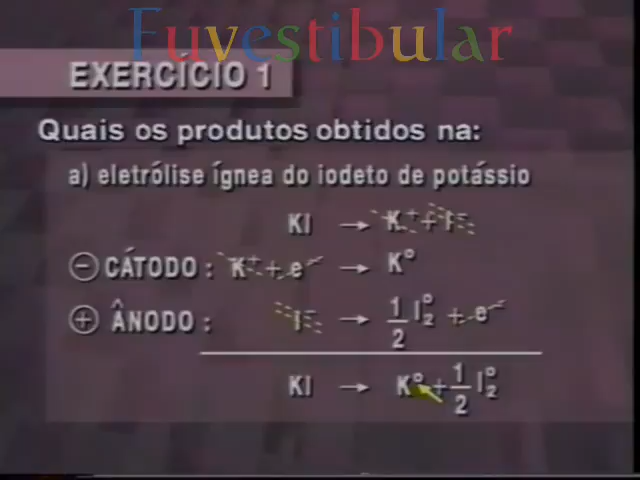 Fuvestibular
EXERCÍCIO 1
Quais os produtos obtidos na:
a) eletrólise ígnea do iodeto de potássio
KI → K⁺ + I⁻
⊖ CÁTODO : K⁺ + e⁻ → K°
⊕ ÂNODO : I⁻ → 1/2 I₂° + e⁻
KI → K° + 1/2 I₂°